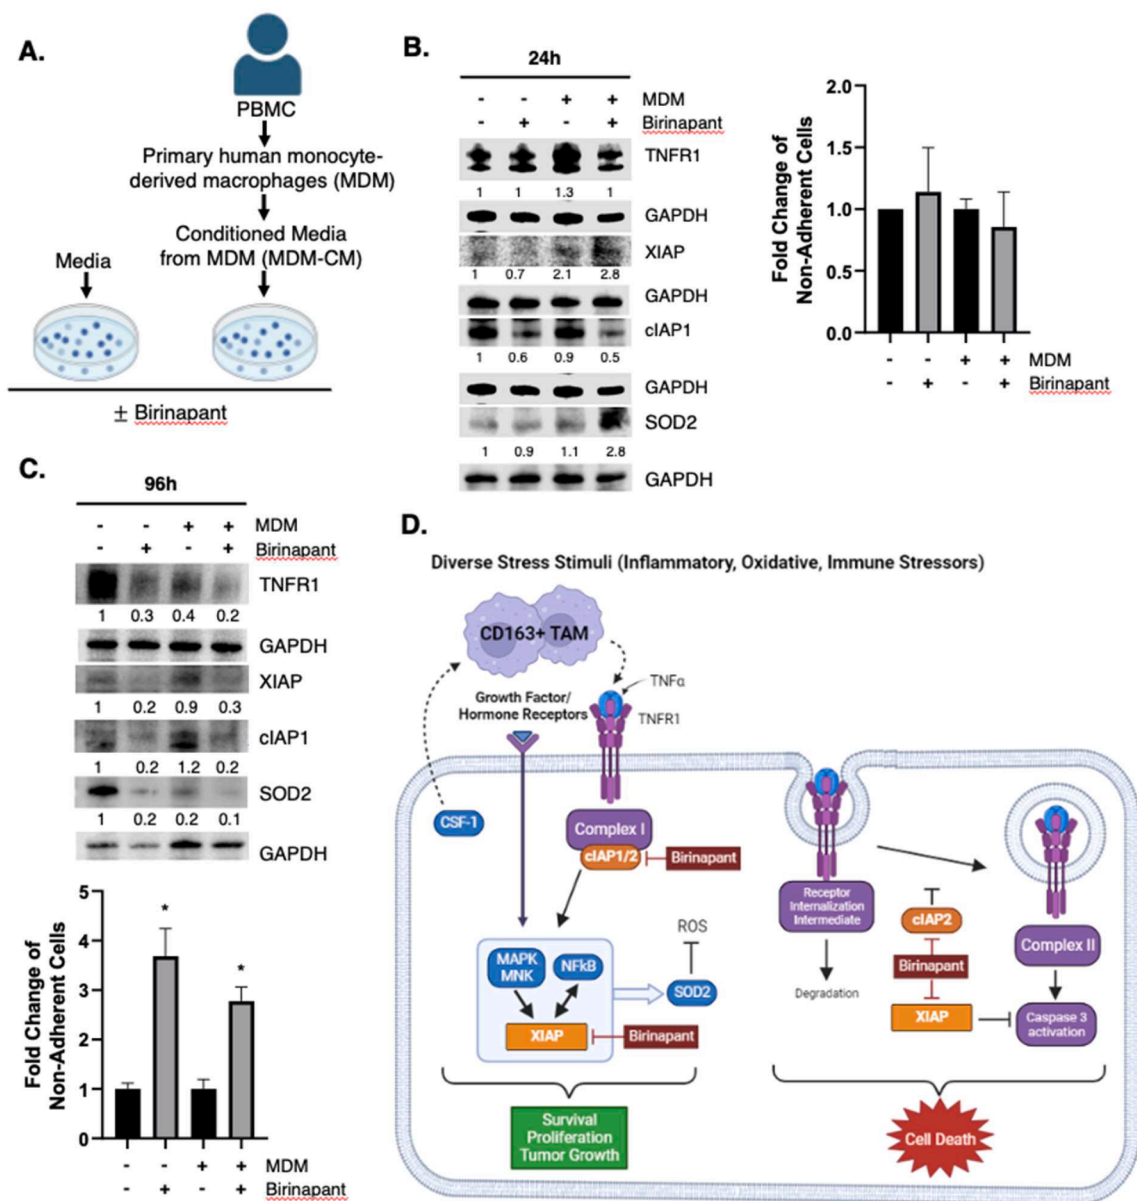 A.
PBMC
Primary human monocyte-
derived macrophages (MDM)
Conditioned Media
from MDM (MDM-CM)
Media
± Birinapant
B.
24h
- - + + MDM
- + - + Birinapant
TNFR1
1 1 1.3 1
GAPDH
XIAP
1 0.7 2.1 2.8
GAPDH
cIAP1
1 0.6 0.9 0.5
GAPDH
SOD2
1 0.9 1.1 2.8
GAPDH
Fold Change of
Non-Adherent Cells
2.0
1.5
1.0
0.5
0.0
- - + + MDM
- + - + Birinapant
C.
96h
- - + + MDM
- + - + Birinapant
TNFR1
1 0.3 0.4 0.2
GAPDH
XIAP
1 0.2 0.9 0.3
cIAP1
1 0.2 1.2 0.2
SOD2
1 0.2 0.2 0.1
GAPDH
Fold Change of
Non-Adherent Cells
5
4
3
2
1
0
* *
- - + + MDM
- + - + Birinapant
D.
Diverse Stress Stimuli (Inflammatory, Oxidative, Immune Stressors)
CD163+ TAM
TNFα
TNFR1
Growth Factor/
Hormone Receptors
CSF-1
Complex I
cIAP1/2
Birinapant
MAPK
MNK
NFkB
XIAP
Birinapant
ROS
SOD2
Survival
Proliferation
Tumor Growth
Receptor
Internalization
Intermediate
Degradation
cIAP2
Birinapant
XIAP
Complex II
Caspase 3
activation
Cell Death